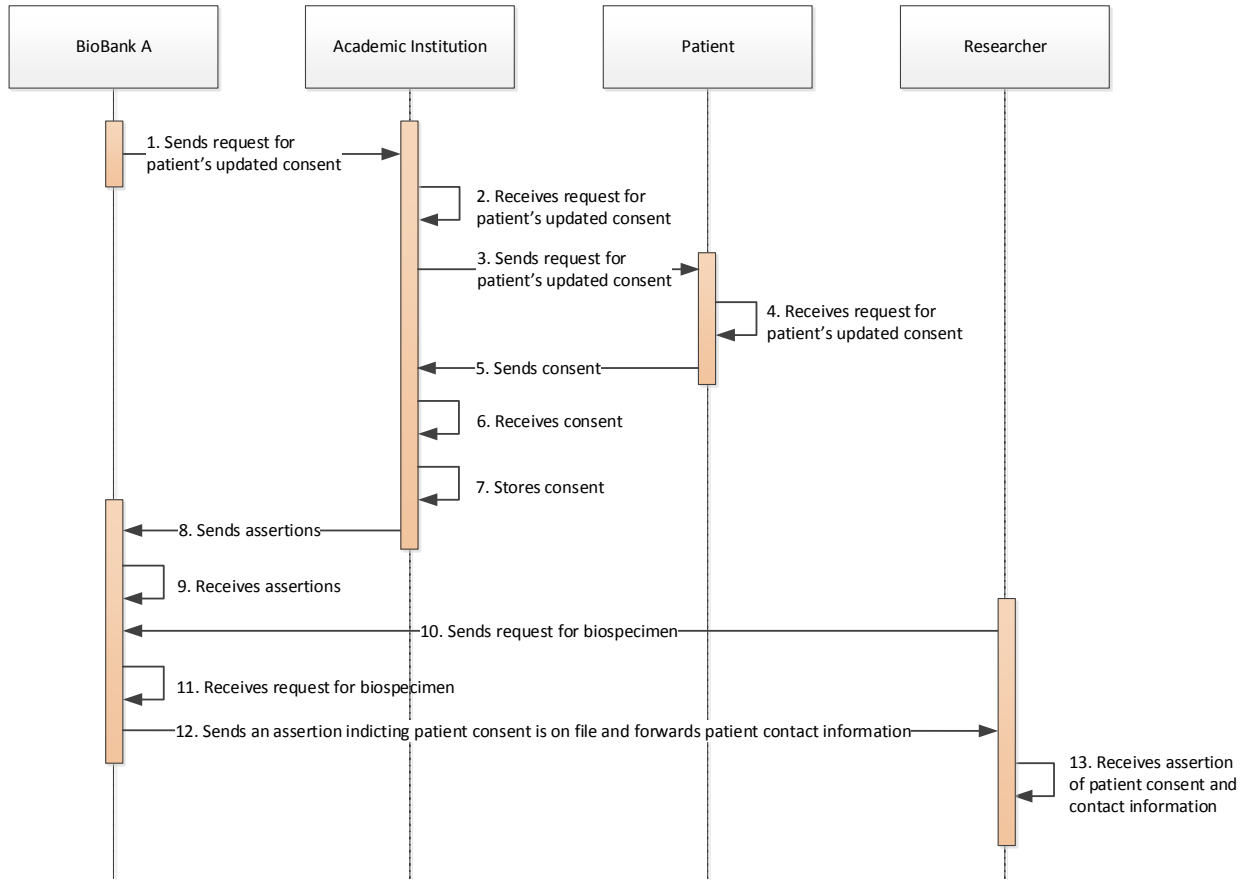 BioBank A
Academic Institution
Patient
Researcher
1. Sends request for
patient’s updated consent
2. Receives request for
patient’s updated consent
3. Sends request for
patient’s updated consent
4. Receives request for
patient’s updated consent
5. Sends consent
6. Receives consent
7. Stores consent
8. Sends assertions
9. Receives assertions
10. Sends request for biospecimen
11. Receives request for biospecimen
12. Sends an assertion indicting patient consent is on file and forwards patient contact information
13. Receives assertion
of patient consent and
contact information